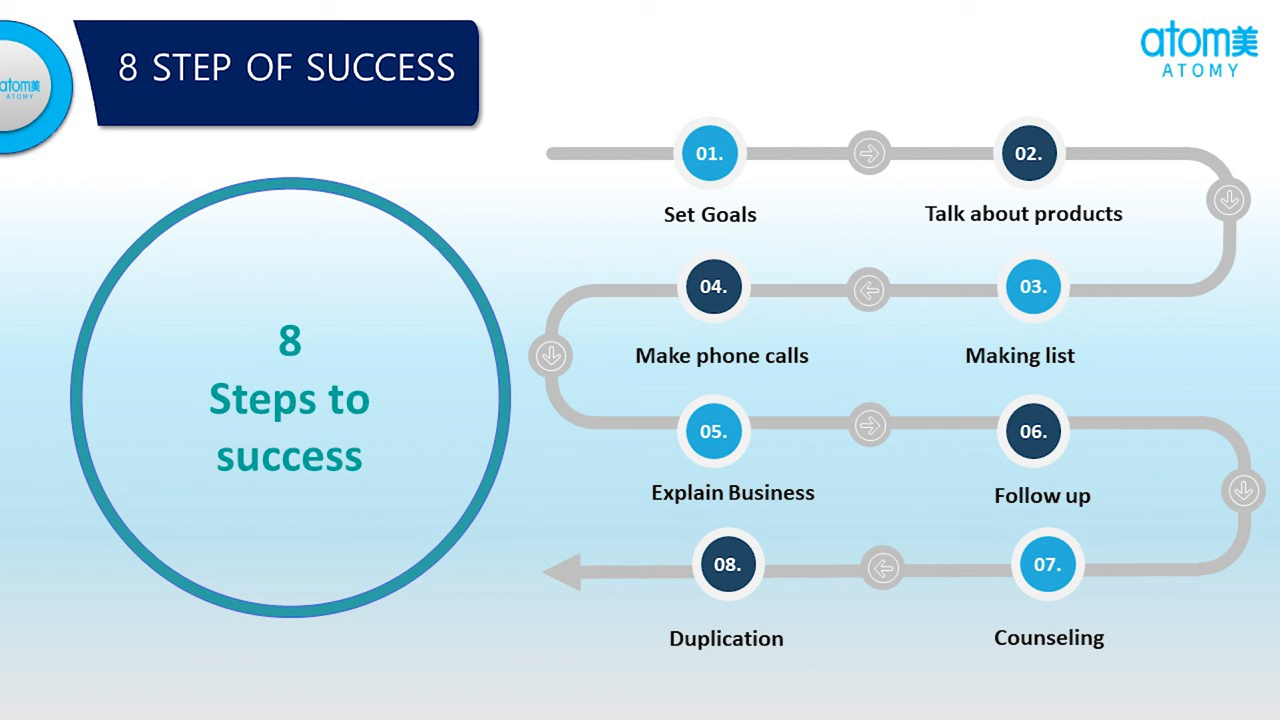 8 STEP OF SUCCESS
atom美
ATOMY
atom美
ATOMY
8
Steps to
success
01.
Set Goals
02.
Talk about products
03.
Making list
04.
Make phone calls
05.
Explain Business
06.
Follow up
07.
Counseling
08.
Duplication